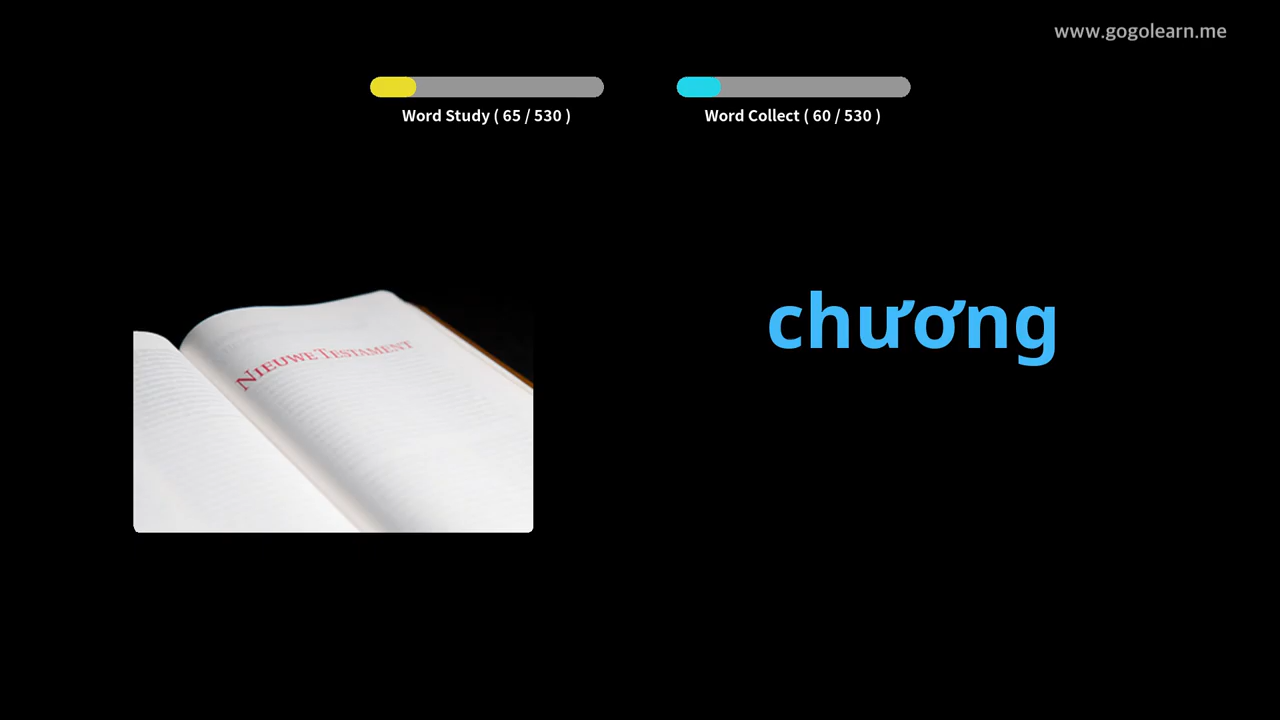 www.gogolearn.me
Word Study ( 65 / 530 )
Word Collect ( 60 / 530 )
chương
NIEUWE TESTAMENT